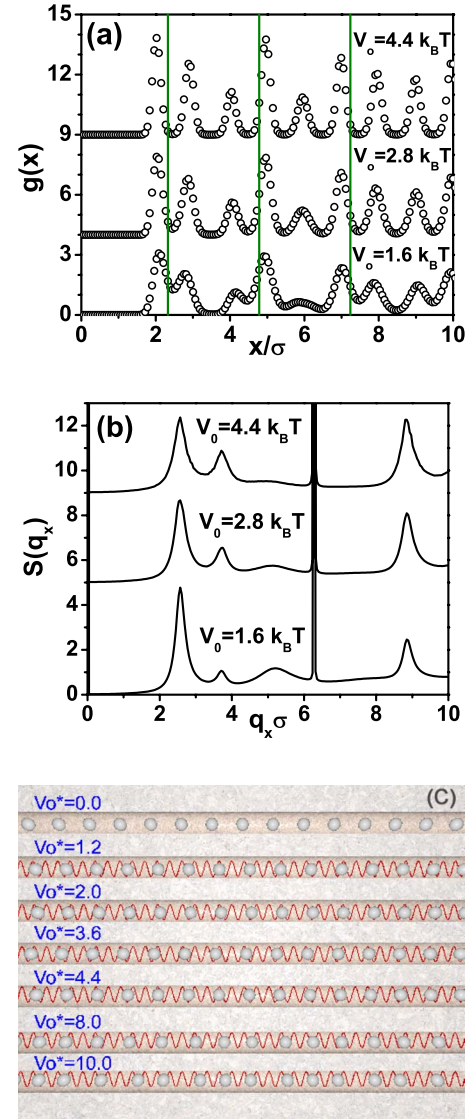 (a)
V₀=4.4 k_BT
V₀=2.8 k_BT
V₀=1.6 k_BT
g(x)
15
12
9
6
3
0
0 2 4 6 8 10
x/σ
(b)
V₀=4.4 k_BT
V₀=2.8 k_BT
V₀=1.6 k_BT
S(qₓ)
12
10
8
6
4
2
0
0 2 4 6 8 10
qₓσ
(C)
Vo*=0.0
Vo*=1.2
Vo*=2.0
Vo*=3.6
Vo*=4.4
Vo*=8.0
Vo*=10.0